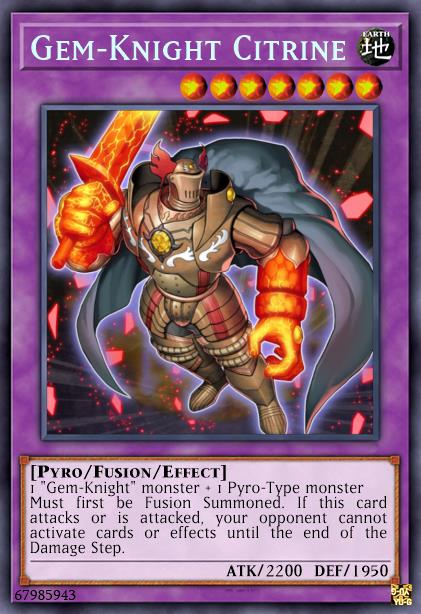 GEM-KNIGHT CITRINE
EARTH
地
[PYRO/FUSION/EFFECT]
1 "Gem-Knight" monster + 1 Pyro-Type monster
Must first be Fusion Summoned. If this card
attacks or is attacked, your opponent cannot
activate cards or effects until the end of the
Damage Step.
ATK/2200 DEF/1950
67985943